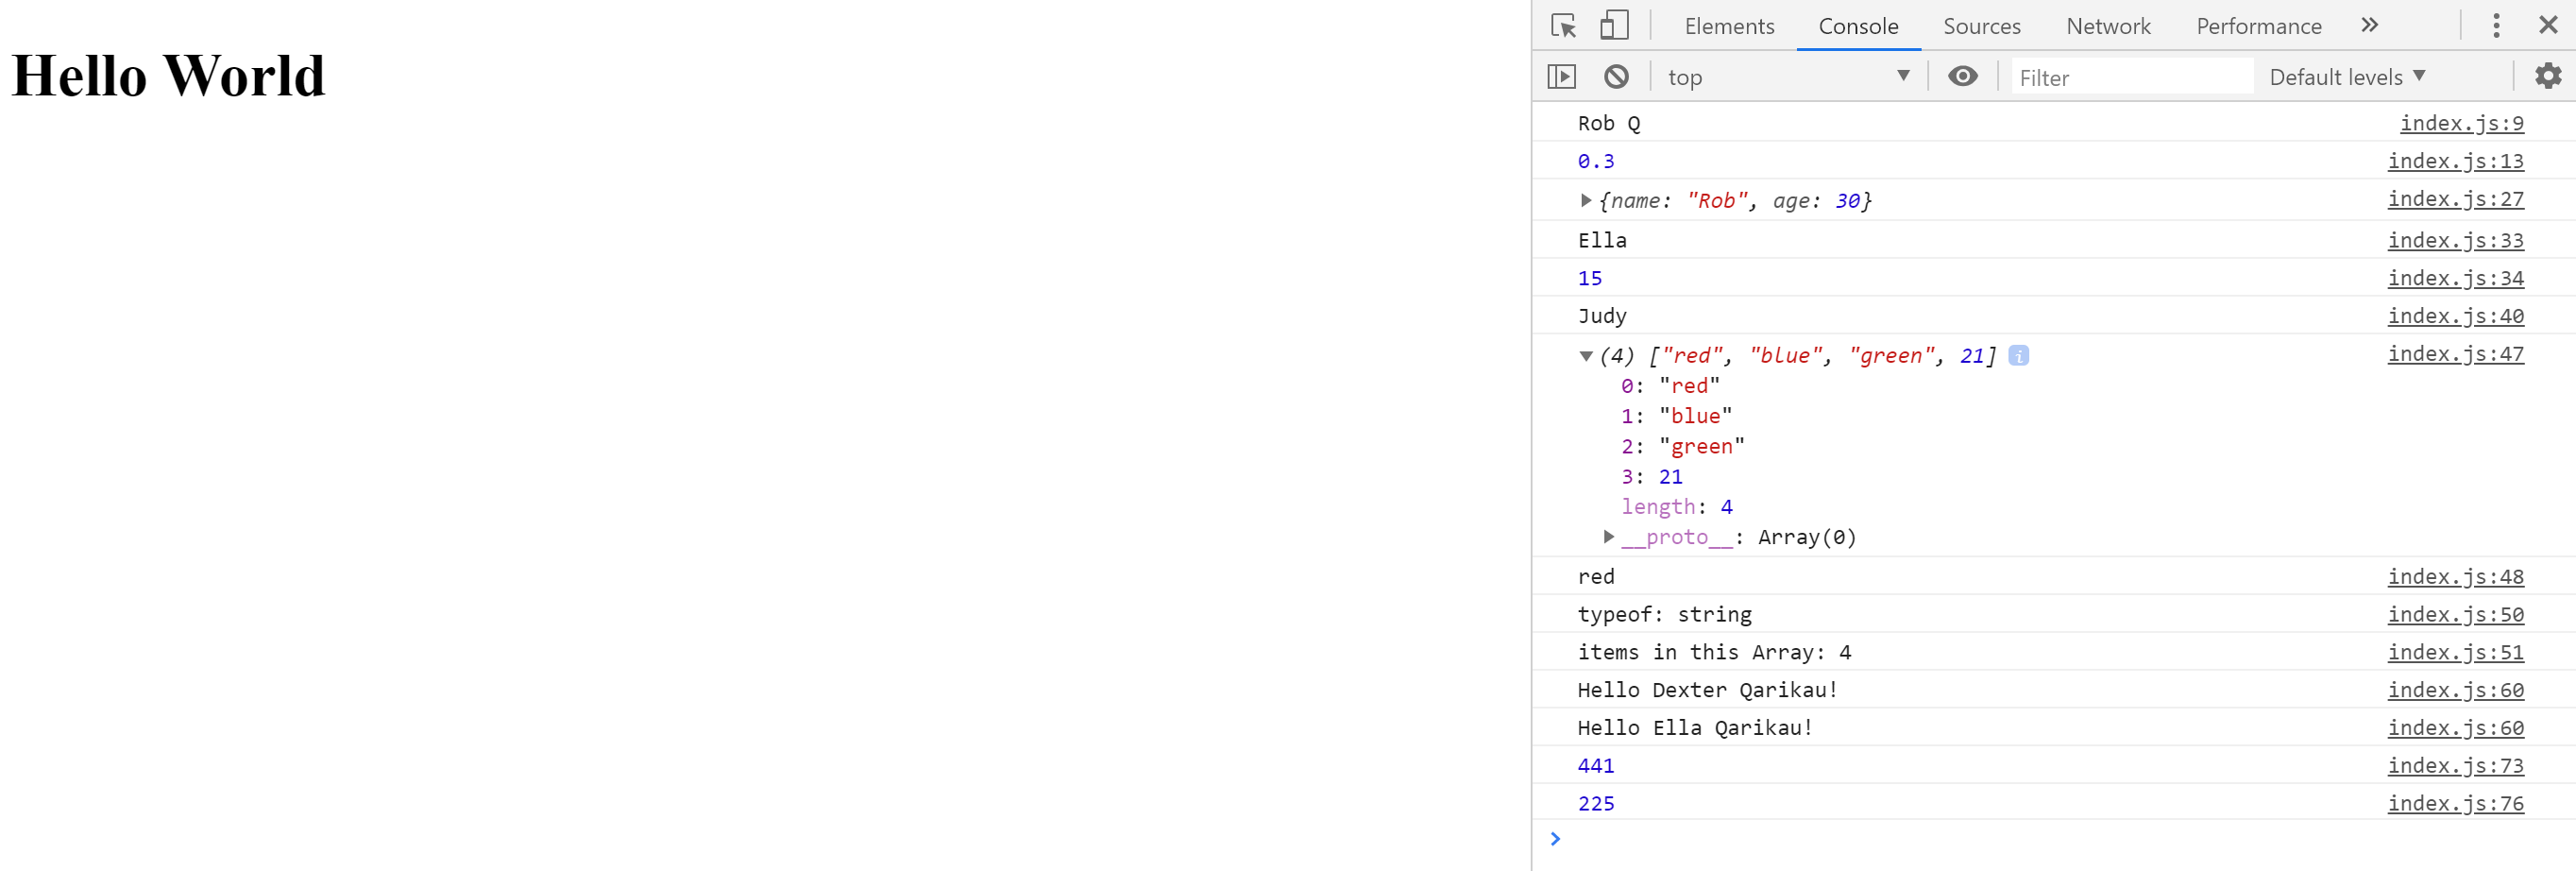 Hello World
Elements Console Sources Network Performance »
top Filter Default levels
Rob Q index.js:9
0.3 index.js:13
{name: "Rob", age: 30} index.js:27
Ella index.js:33
15 index.js:34
Judy index.js:40
(4) ["red", "blue", "green", 21] i index.js:47
0: "red"
1: "blue"
2: "green"
3: 21
length: 4
__proto__: Array(0)
red index.js:48
typeof: string index.js:50
items in this Array: 4 index.js:51
Hello Dexter Qarikau! index.js:60
Hello Ella Qarikau! index.js:60
441 index.js:73
225 index.js:76